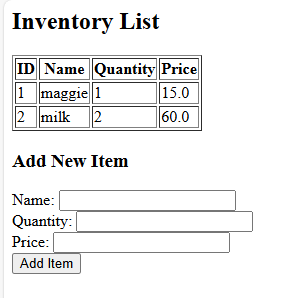 Inventory List
ID Name Quantity Price
1 maggie 1 15.0
2 milk 2 60.0
Add New Item
Name:
Quantity:
Price:
Add Item